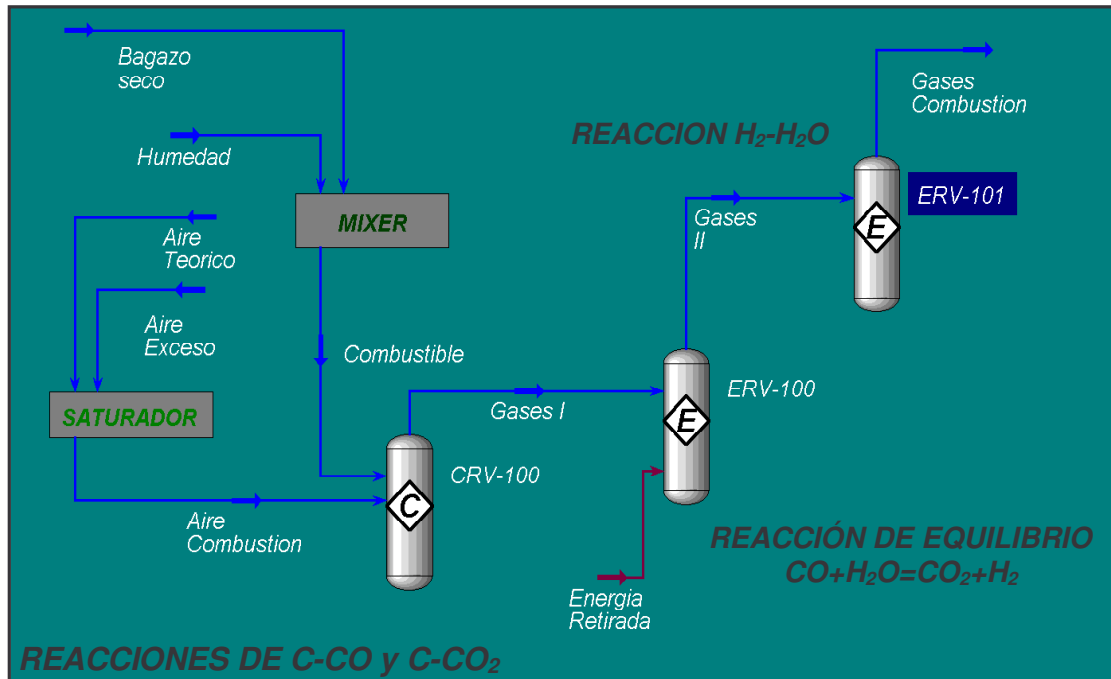 Bagazo
seco
Gases
Combustion
REACCION H₂-H₂O
Humedad
ERV-101
MIXER
Gases
II
Aire
Teorico
Aire
Exceso
Combustible
ERV-100
Gases I
SATURADOR
E
E
CRV-100
C
Aire
Combustion
REACCIÓN DE EQUILIBRIO
CO+H₂O=CO₂+H₂
Energia
Retirada
REACCIONES DE C-CO y C-CO₂